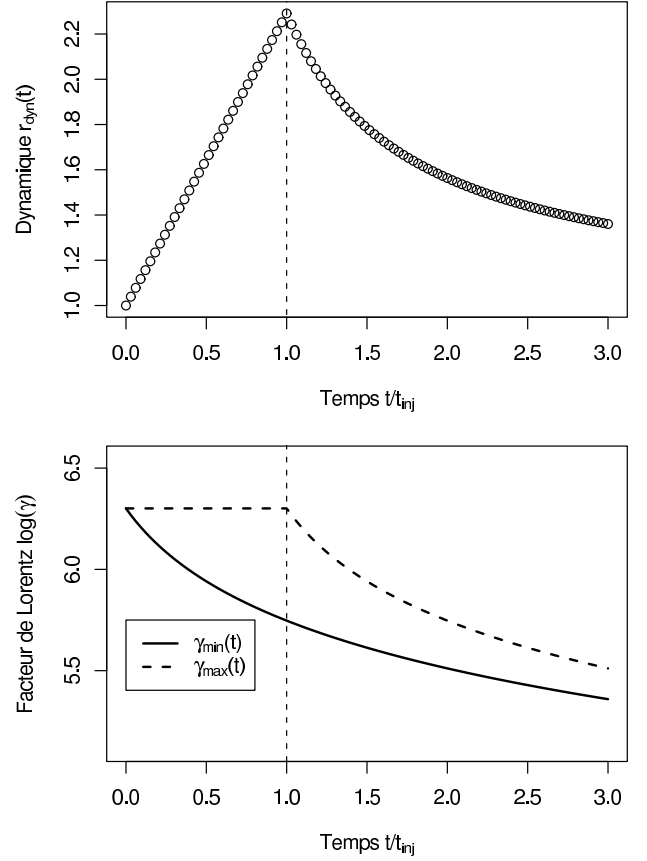 Dynamique r_dyn(t)
2.2
2.0
1.8
1.6
1.4
1.2
1.0
0.0 0.5 1.0 1.5 2.0 2.5 3.0
Temps t/t_inj
Facteur de Lorentz log(γ)
6.5
6.0
5.5
γ_min(t)
γ_max(t)
0.0 0.5 1.0 1.5 2.0 2.5 3.0
Temps t/t_inj